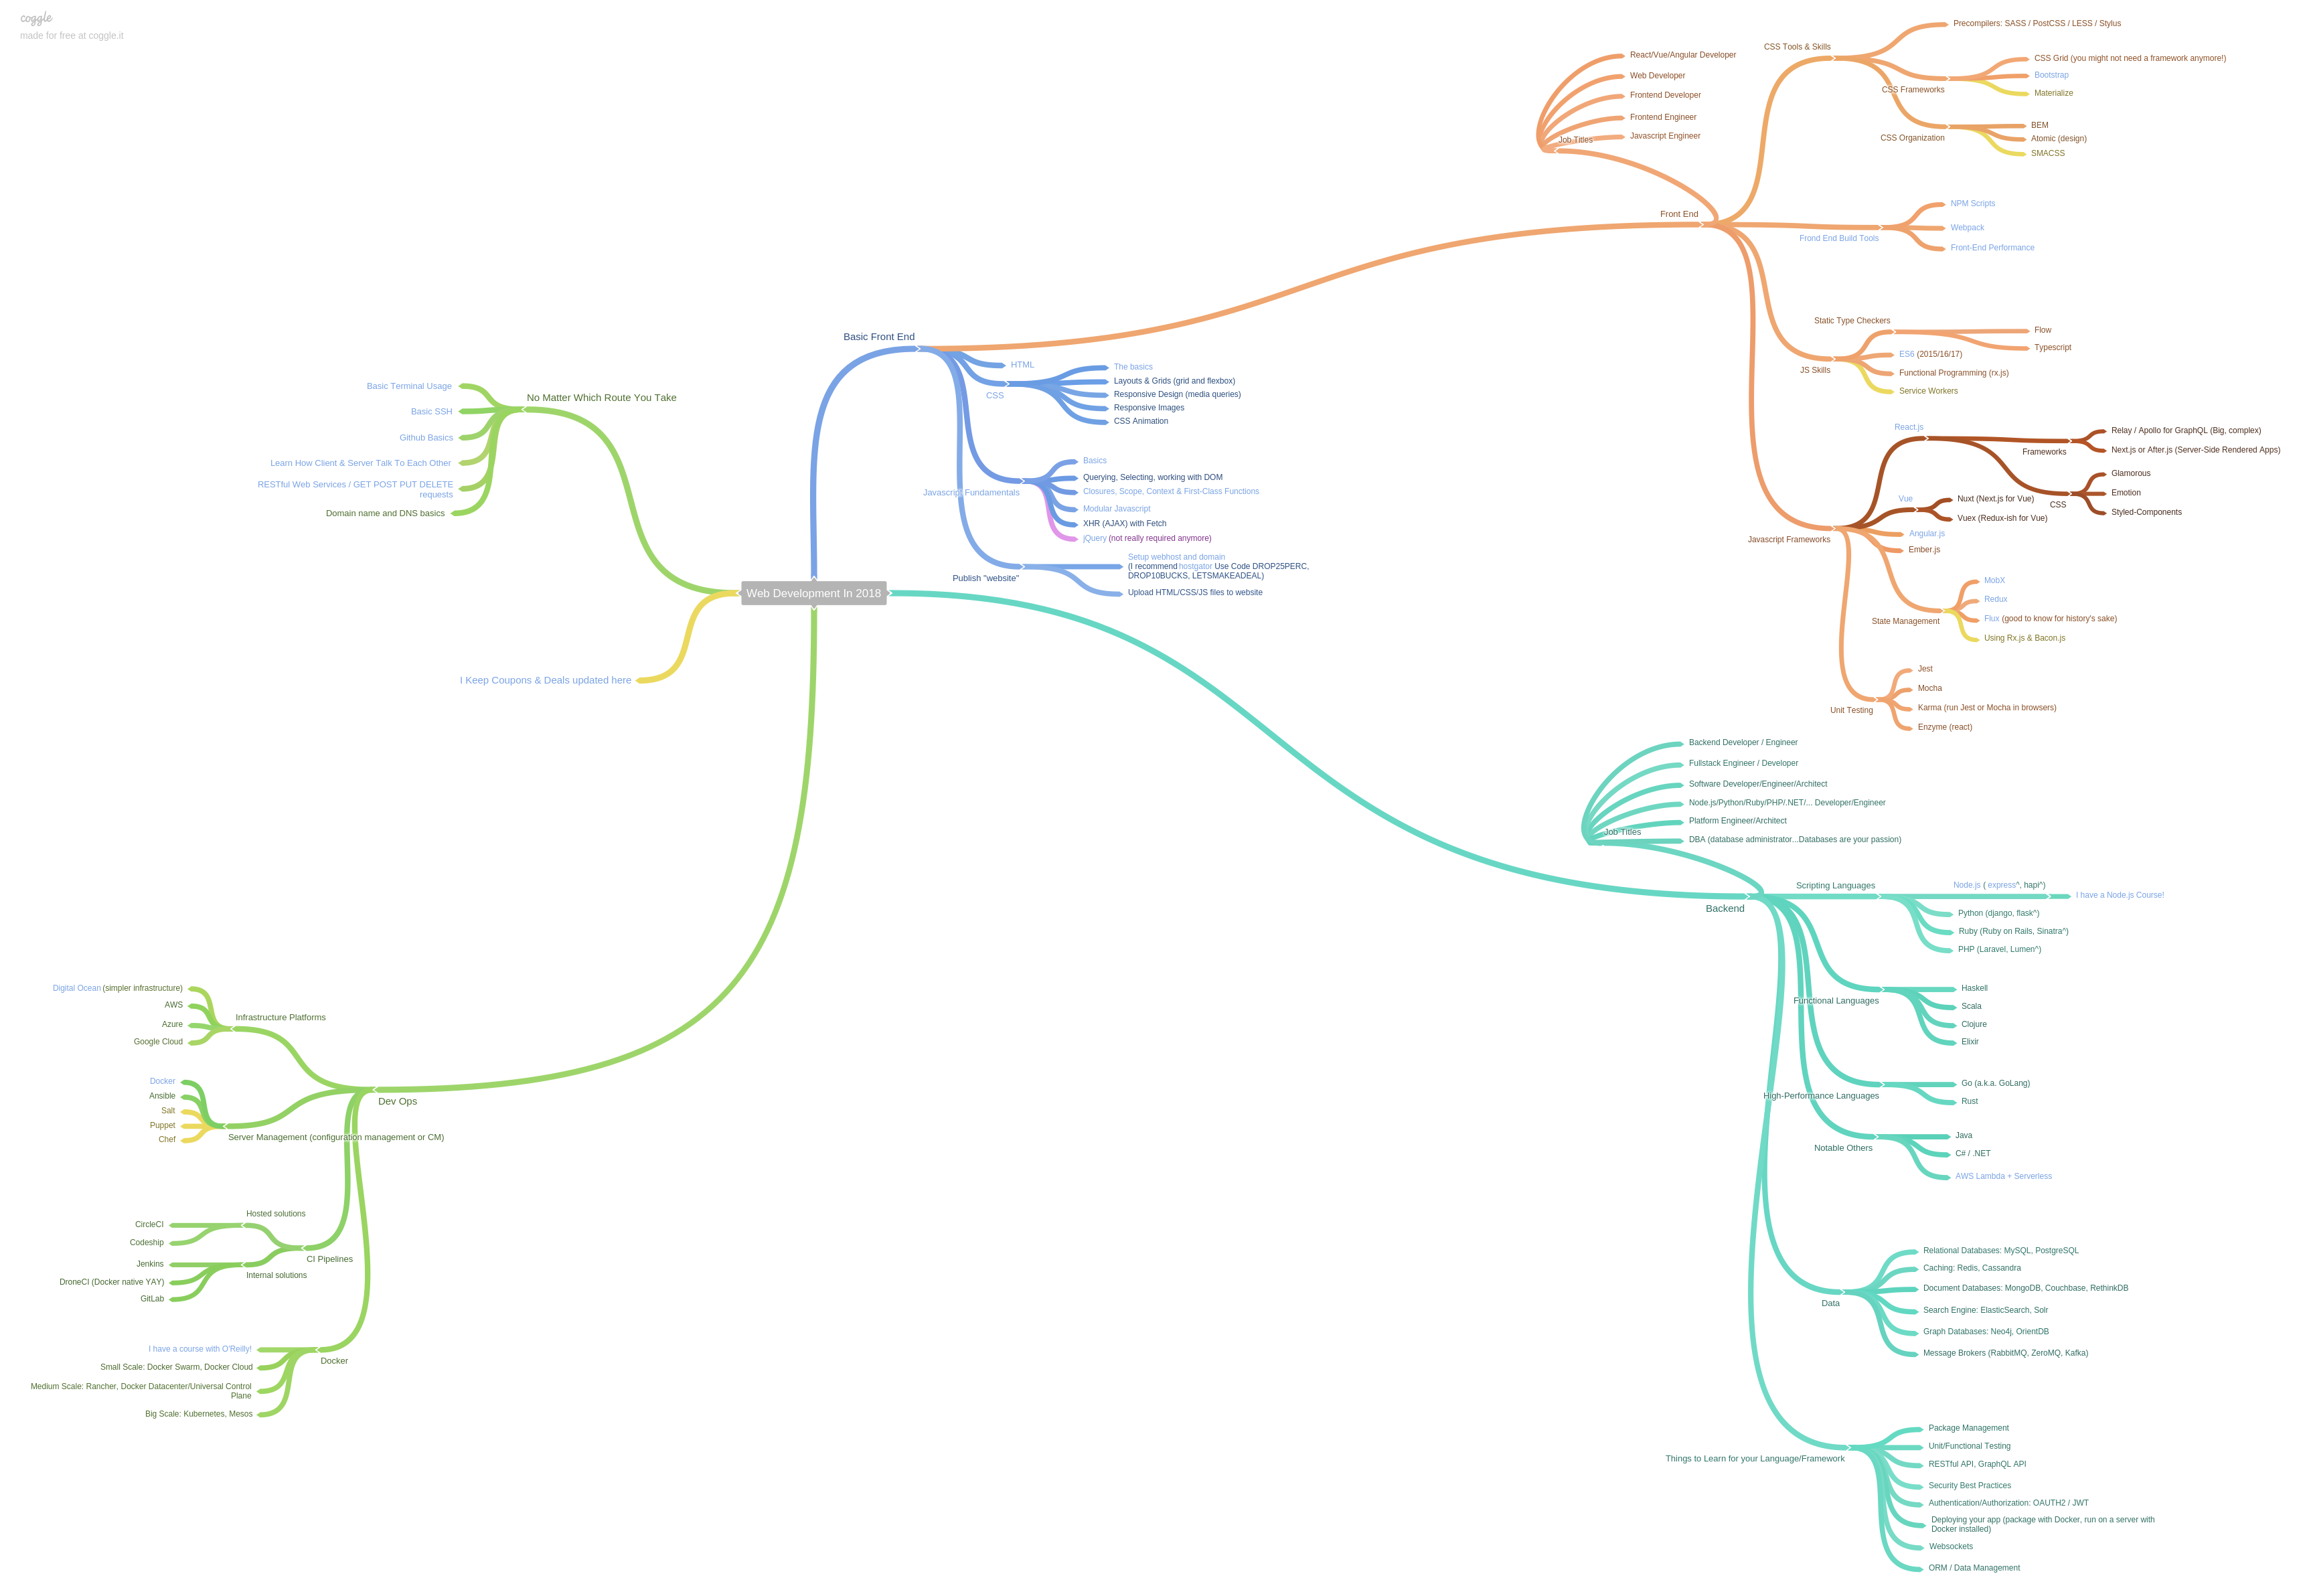 coggle
made for free at coggle.it
Web Development In 2018
No Matter Which Route You Take
Basic Terminal Usage
Basic SSH
Github Basics
Learn How Client & Server Talk To Each Other
RESTful Web Services / GET POST PUT DELETE
requests
Domain name and DNS basics
I Keep Coupons & Deals updated here
Basic Front End
HTML
CSS
The basics
Layouts & Grids (grid and flexbox)
Responsive Design (media queries)
Responsive Images
CSS Animation
Javascript Fundamentals
Basics
Querying, Selecting, working with DOM
Closures, Scope, Context & First-Class Functions
Modular Javascript
XHR (AJAX) with Fetch
jQuery (not really required anymore)
Publish "website"
Setup webhost and domain
(I recommend hostgator Use Code DROP25PERC,
DROP10BUCKS, LETSMAKEADEAL)
Upload HTML/CSS/JS files to website
Front End
Job Titles
React/Vue/Angular Developer
Web Developer
Frontend Developer
Frontend Engineer
Javascript Engineer
CSS Tools & Skills
Precompilers: SASS / PostCSS / LESS / Stylus
CSS Frameworks
CSS Grid (you might not need a framework anymore!)
Bootstrap
Materialize
CSS Organization
BEM
Atomic (design)
SMACSS
Frond End Build Tools
NPM Scripts
Webpack
Front-End Performance
JS Skills
Static Type Checkers
Flow
Typescript
ES6 (2015/16/17)
Functional Programming (rx.js)
Service Workers
Javascript Frameworks
React.js
Frameworks
Relay / Apollo for GraphQL (Big, complex)
Next.js or After.js (Server-Side Rendered Apps)
CSS
Glamorous
Emotion
Styled-Components
Vue
Nuxt (Next.js for Vue)
Vuex (Redux-ish for Vue)
Angular.js
Ember.js
State Management
MobX
Redux
Flux (good to know for history's sake)
Using Rx.js & Bacon.js
Unit Testing
Jest
Mocha
Karma (run Jest or Mocha in browsers)
Enzyme (react)
Backend
Job Titles
Backend Developer / Engineer
Fullstack Engineer / Developer
Software Developer/Engineer/Architect
Node.js/Python/Ruby/PHP/.NET/... Developer/Engineer
Platform Engineer/Architect
DBA (database administrator...Databases are your passion)
Scripting Languages
Node.js ( express^, hapi^)
I have a Node.js Course!
Python (django, flask^)
Ruby (Ruby on Rails, Sinatra^)
PHP (Laravel, Lumen^)
Functional Languages
Haskell
Scala
Clojure
Elixir
High-Performance Languages
Go (a.k.a. GoLang)
Rust
Notable Others
Java
C# / .NET
AWS Lambda + Serverless
Data
Relational Databases: MySQL, PostgreSQL
Caching: Redis, Cassandra
Document Databases: MongoDB, Couchbase, RethinkDB
Search Engine: ElasticSearch, Solr
Graph Databases: Neo4j, OrientDB
Message Brokers (RabbitMQ, ZeroMQ, Kafka)
Things to Learn for your Language/Framework
Package Management
Unit/Functional Testing
RESTful API, GraphQL API
Security Best Practices
Authentication/Authorization: OAUTH2 / JWT
Deploying your app (package with Docker, run on a server with
Docker installed)
Websockets
ORM / Data Management
Dev Ops
Infrastructure Platforms
Digital Ocean (simpler infrastructure)
AWS
Azure
Google Cloud
Server Management (configuration management or CM)
Docker
Ansible
Salt
Puppet
Chef
CI Pipelines
Hosted solutions
CircleCI
Codeship
Internal solutions
Jenkins
DroneCI (Docker native YAY)
GitLab
Docker
I have a course with O'Reilly!
Small Scale: Docker Swarm, Docker Cloud
Medium Scale: Rancher, Docker Datacenter/Universal Control
Plane
Big Scale: Kubernetes, Mesos